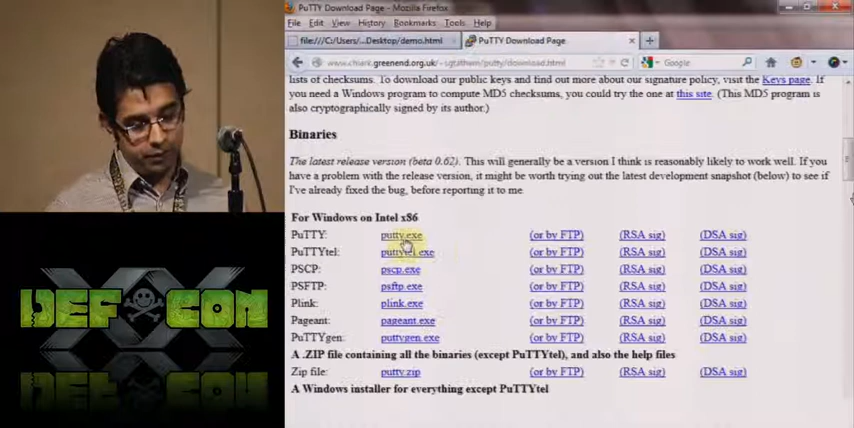 PuTTY Download Page - Mozilla Firefox
File Edit View History Bookmarks Tools Help
file:///C:/Users/...Desktop/demo.html PuTTY Download Page
www.chiark.greenend.org.uk/~sgtatham/putty/download.html Google
lists of checksums. To download our public keys and find out more about our signature policy, visit the Keys page. If
you need a Windows program to compute MD5 checksums, you could try the one at this site. (This MD5 program is
also cryptographically signed by its author.)
Binaries
The latest release version (beta 0.62). This will generally be a version I think is reasonably likely to work well. If you
have a problem with the release version, it might be worth trying out the latest development snapshot (below) to see if
I've already fixed the bug, before reporting it to me.
For Windows on Intel x86
PuTTY: putty.exe (or by FTP) (RSA sig) (DSA sig)
PuTTYtel: puttytel.exe (or by FTP) (RSA sig) (DSA sig)
PSCP: pscp.exe (or by FTP) (RSA sig) (DSA sig)
PSFTP: psftp.exe (or by FTP) (RSA sig) (DSA sig)
Plink: plink.exe (or by FTP) (RSA sig) (DSA sig)
Pageant: pageant.exe (or by FTP) (RSA sig) (DSA sig)
PuTTYgen: puttygen.exe (or by FTP) (RSA sig) (DSA sig)
A .ZIP file containing all the binaries (except PuTTYtel), and also the help files
Zip file: putty.zip (or by FTP) (RSA sig) (DSA sig)
A Windows installer for everything except PuTTYtel
XX
DEF CON